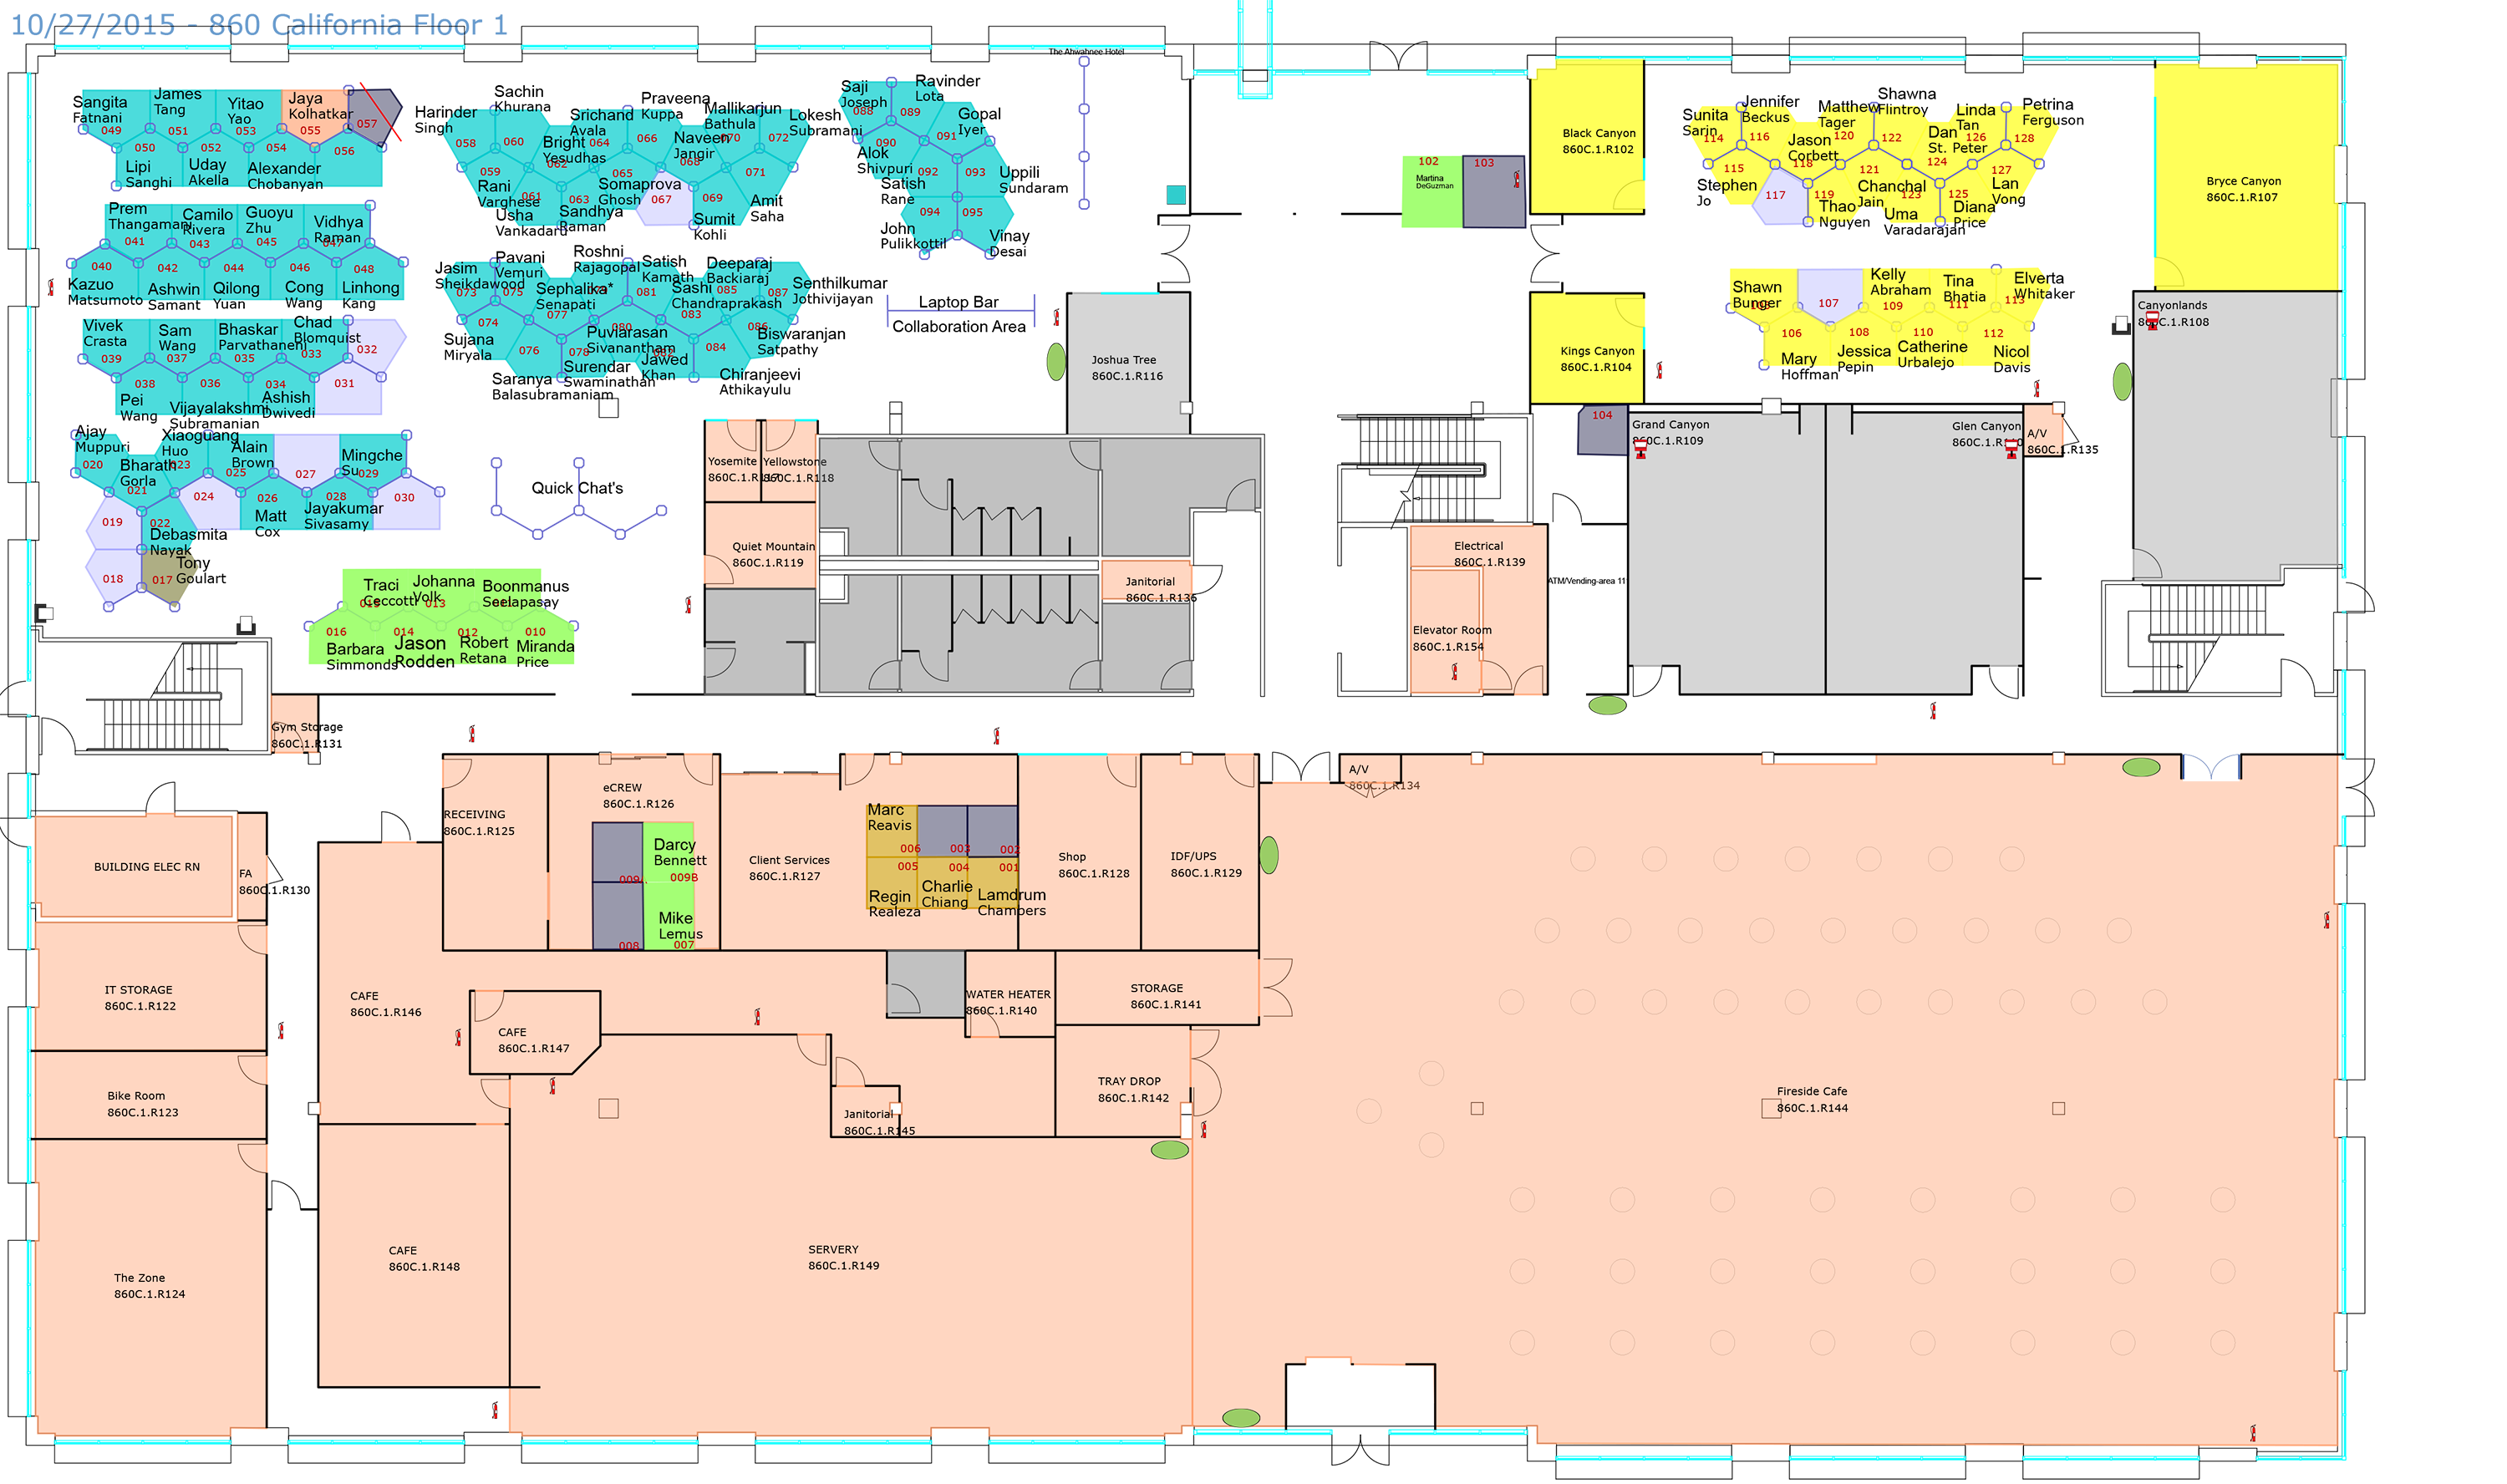 10/27/2015 - 860 California Floor 1
The Ahwahnee Hotel
Sangita
Fatnani
049
James
Tang
051
Yitao
Yao
053
Jaya
Kolhatkar
055
057
050
Lipi
Sanghi
052
Uday
Akella
054
Alexander
Chobanyan
056
Prem
Thangamani
041
Camilo
Rivera
043
Guoyu
Zhu
045
Vidhya
Raman
047
040
Kazuo
Matsumoto
042
Ashwin
Samant
044
Qilong
Yuan
046
Cong
Wang
048
Linhong
Kang
Vivek
Crasta
039
Sam
Wang
037
Bhaskar
Parvathaneni
035
Chad
Blomquist
033
032
038
Pei
Wang
036
Vijayalakshmi
Subramanian
034
Ashish
Dwivedi
031
Ajay
Muppuri
020
Bharath
Gorla
021
Xiaoguang
Huo
023
Alain
Brown
025
027
Mingche
Su
029
024
026
Matt
Cox
028
Jayakumar
Sivasamy
030
019
022
Debasmita
Nayak
018
017
Tony
Goulart
Traci
Ceccotti
015
Johanna
Volk
013
Boonmanus
Seelapasay
016
Barbara
Simmonds
014
Jason
Rodden
012
Robert
Retana
010
Miranda
Price
Harinder
Singh
058
Sachin
Khurana
060
Srichand
Avala
064
Praveena
Kuppa
066
Mallikarjun
Bathula
070
Lokesh
Subramani
072
Bright
Yesudhas
062
Naveen
Jangir
068
059
Rani
Varghese
061
Usha
Vankadaru
063
Sandhya
Raman
065
Somaprova
Ghosh
067
069
Sumit
Kohli
071
Amit
Saha
Jasim
Sheikdawood
073
Pavani
Vemuri
075
Roshni
Rajagopal
Sephalika*
Senapati
077
Satish
Kamath
081
Sashi
Chandraprakash
083
Deeparaj
Backiaraj
085
Senthilkumar
Jothivijayan
087
074
Sujana
Miryala
076
Saranya
Balasubramaniam
078
Surendar
Swaminathan
080
Puviarasan
Sivananthan
Jawed
Khan
084
Chiranjeevi
Athikayulu
086
Biswaranjan
Satpathy
Saji
Joseph
088
Ravinder
Lota
089
Gopal
Iyer
091
090
Alok
Shivpuri
092
Satish
Rane
093
Uppili
Sundaram
094
John
Pulikkottil
095
Vinay
Desai
Laptop Bar
Collaboration Area
Quick Chat's
Joshua Tree
860C.1.R116
Yosemite
860C.1.R117
Yellowstone
860C.1.R118
Quiet Mountain
860C.1.R119
Janitorial
860C.1.R136
102
Martina
DeGuzman
103
Black Canyon
860C.1.R102
Kings Canyon
860C.1.R104
104
Sunita
Sarin
114
Jennifer
Beckus
116
Matthew
Tager
120
Shawna
Flintroy
122
Linda
Tan
126
Petrina
Ferguson
128
Jason
Corbett
118
Dan
St. Peter
124
115
Stephen
Jo
117
119
Thao
Nguyen
121
Chanchal
Jain
123
Uma
Varadarajan
125
Diana
Price
127
Lan
Vong
Shawn
Burger
107
Kelly
Abraham
109
Tina
Bhatia
111
Elverta
Whitaker
113
106
Mary
Hoffman
108
Jessica
Pepin
110
Catherine
Urbalejo
112
Nicol
Davis
Bryce Canyon
860C.1.R107
Canyonlands
860C.1.R108
Grand Canyon
860C.1.R109
Glen Canyon
A/V
860C.1.R135
Electrical
860C.1.R139
ATM/Vending-area 11
Elevator Room
860C.1.R154
Gym Storage
860C.1.R131
BUILDING ELEC RN
FA
860C.1.R130
IT STORAGE
860C.1.R122
Bike Room
860C.1.R123
The Zone
860C.1.R124
RECEIVING
860C.1.R125
eCREW
860C.1.R126
Darcy
Bennett
009B
Mike
Lemus
008
007
Client Services
860C.1.R127
Marc
Reavis
006
003
002
005
004
001
Regin
Realeza
Charlie
Chiang
Lamdrum
Chambers
Shop
860C.1.R128
IDF/UPS
860C.1.R129
A/V
860C.1.R134
CAFE
860C.1.R146
CAFE
860C.1.R147
CAFE
860C.1.R148
WATER HEATER
860C.1.R140
STORAGE
860C.1.R141
TRAY DROP
860C.1.R142
Janitorial
860C.1.R145
SERVERY
860C.1.R149
Fireside Cafe
860C.1.R144